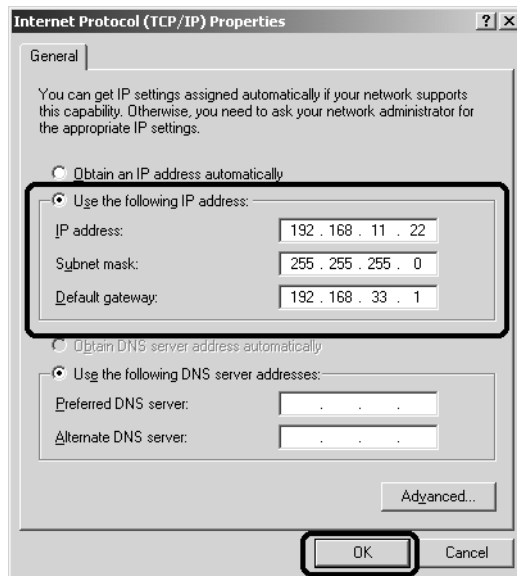 Internet Protocol (TCP/IP) Properties ? X
General
You can get IP settings assigned automatically if your network supports
this capability. Otherwise, you need to ask your network administrator for
the appropriate IP settings.
Obtain an IP address automatically
Use the following IP address:
IP address: 192 . 168 . 11 . 22
Subnet mask: 255 . 255 . 255 . 0
Default gateway: 192 . 168 . 33 . 1
Obtain DNS server address automatically
Use the following DNS server addresses:
Preferred DNS server: . . .
Alternate DNS server: . . .
Advanced...
OK Cancel